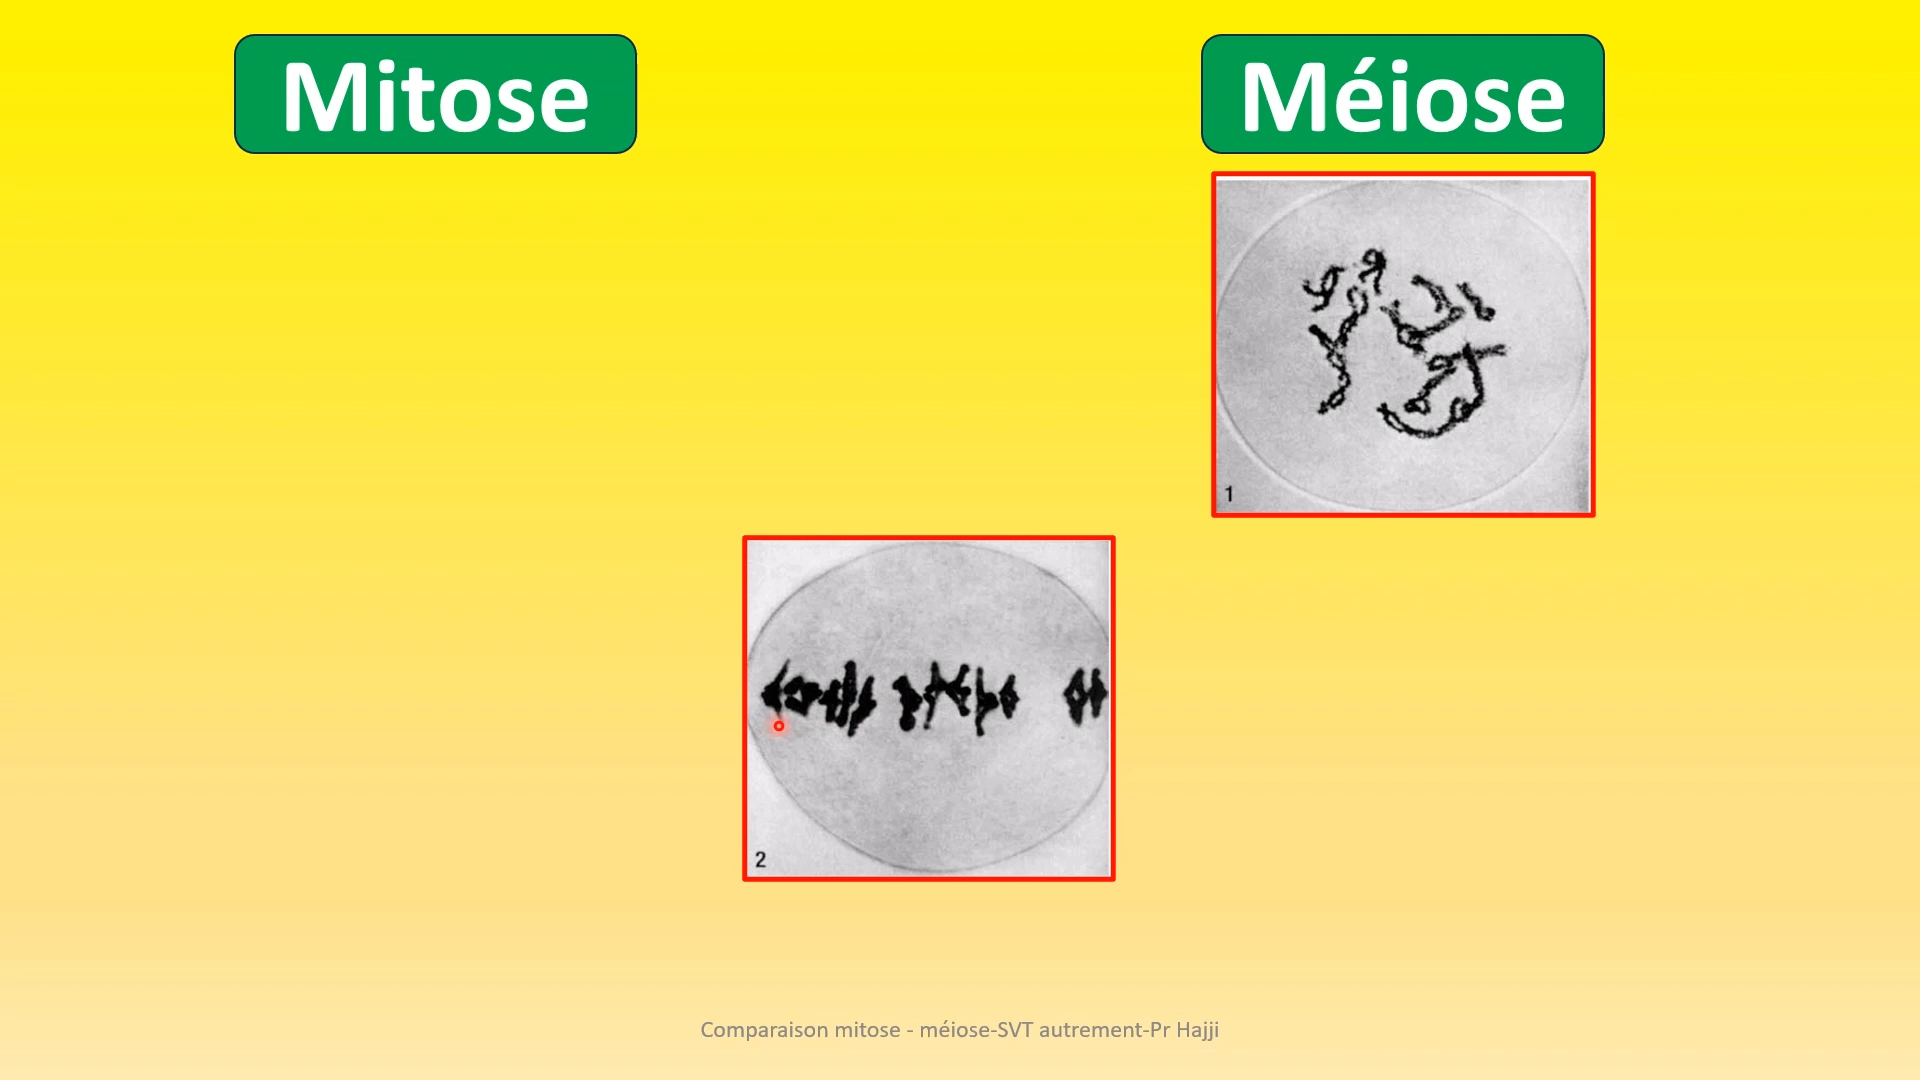 Mitose
Méiose
1
2
Comparaison mitose - méiose-SVT autrement-Pr Hajji